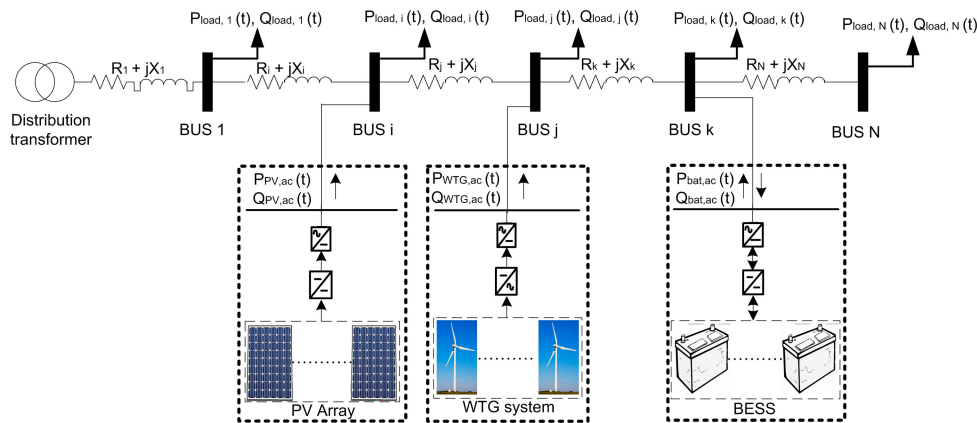 Pload, 1 (t), Qload, 1 (t)
Pload, i (t), Qload, i (t)
Pload, j (t), Qload, j (t)
Pload, k (t), Qload, k (t)
Pload, N (t), Qload, N (t)
R1 + jX1
Ri + jXi
Rj + jXj
Rk + jXk
RN + jXN
Distribution
transformer
BUS 1
BUS i
BUS j
BUS k
BUS N
PPV,ac (t)
QPV,ac (t)
PWTG,ac (t)
QWTG,ac (t)
Pbat,ac (t)
Qbat,ac (t)
PV Array
WTG system
BESS